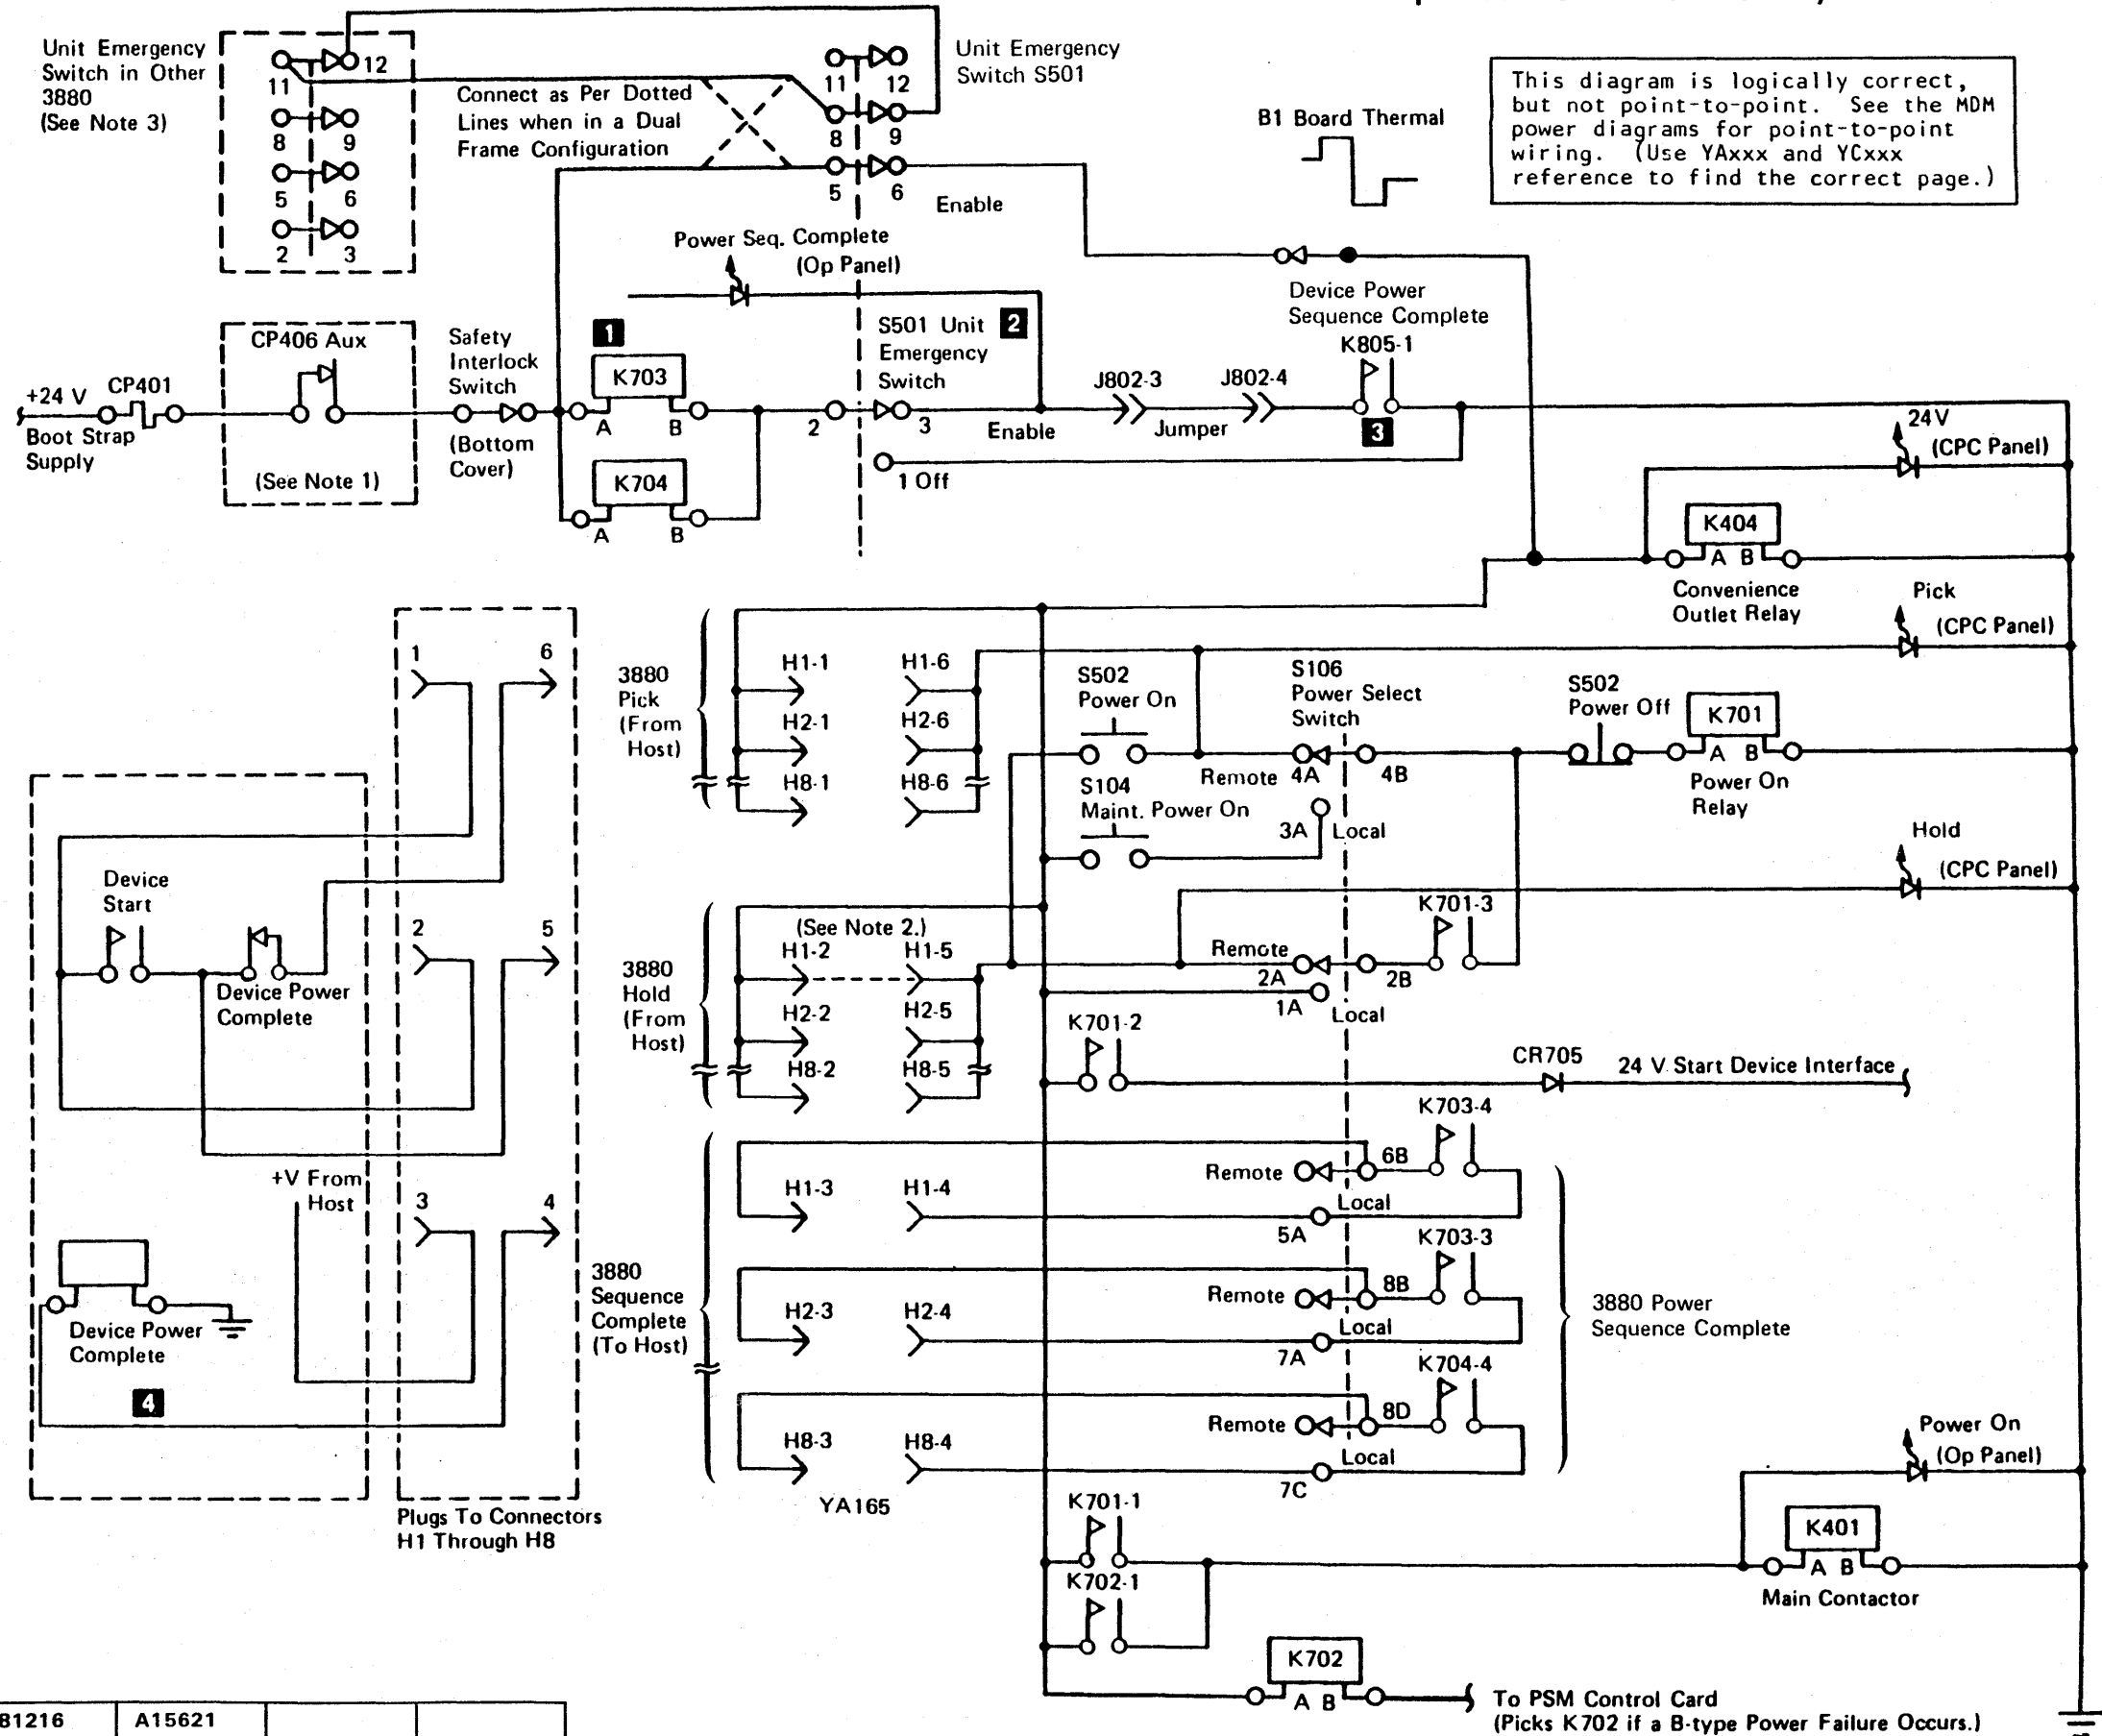 Unit Emergency
Switch in Other
3880
(See Note 3)
11
12
8
9
5
6
2
3
Connect as Per Dotted
Lines when in a Dual
Frame Configuration
11
12
8
9
5
6
Unit Emergency
Switch S501
Enable
B1 Board Thermal
This diagram is logically correct,
but not point-to-point. See the MDM
power diagrams for point-to-point
wiring. (Use YAxxx and YCxxx
reference to find the correct page.)
Power Seq. Complete
(Op Panel)
+24 V
Boot Strap
Supply
CP401
CP406 Aux
(See Note 1)
Safety
Interlock
Switch
(Bottom
Cover)
1
K703
A B
K704
A B
2
S501 Unit
Emergency
Switch
2
3
Enable
1 Off
J802-3
Jumper
J802-4
Device Power
Sequence Complete
K805-1
3
24V
(CPC Panel)
K404
A B
Convenience
Outlet Relay
Pick
(CPC Panel)
3880
Pick
(From
Host)
H1-1
H1-6
H2-1
H2-6
H8-1
H8-6
S502
Power On
S104
Maint. Power On
S106
Power Select
Switch
Remote 4A
4B
3A
Local
S502
Power Off
K701
A B
Power On
Relay
Hold
(CPC Panel)
3880
Hold
(From
Host)
(See Note 2.)
H1-2
H1-5
H2-2
H2-5
H8-2
H8-5
Remote
2A
2B
K701-3
1A
Local
K701-2
CR705
24 V Start Device Interface
1
6
2
5
3
4
Device
Start
Device Power
Complete
+V From
Host
Device Power
Complete
4
Plugs To Connectors
H1 Through H8
3880
Sequence
Complete
(To Host)
H1-3
H1-4
H2-3
H2-4
H8-3
H8-4
YA165
K703-4
Remote
6B
Local
5A
K703-3
Remote
8B
Local
7A
K704-4
Remote
8D
Local
7C
3880 Power
Sequence Complete
Power On
(Op Panel)
K701-1
K702-1
K401
A B
Main Contactor
K702
A B
To PSM Control Card
(Picks K702 if a B-type Power Failure Occurs.)
81216
A15621